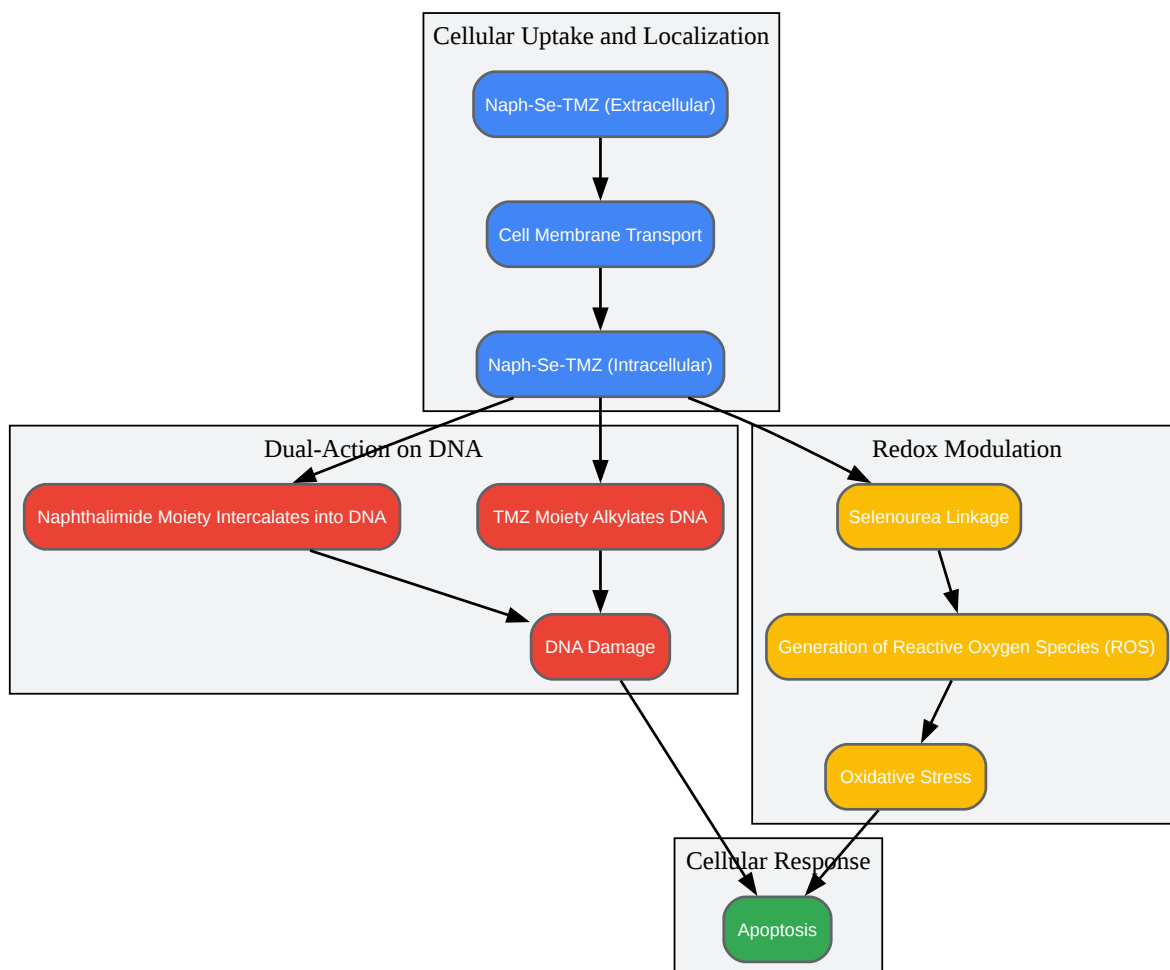 Cellular Uptake and Localization
Naph-Se-TMZ (Extracellular)
Cell Membrane Transport
Naph-Se-TMZ (Intracellular)
Dual-Action on DNA
Redox Modulation
Naphthalimide Moiety Intercalates into DNA
TMZ Moiety Alkylates DNA
Selenourea Linkage
DNA Damage
Generation of Reactive Oxygen Species (ROS)
Oxidative Stress
Cellular Response
Apoptosis